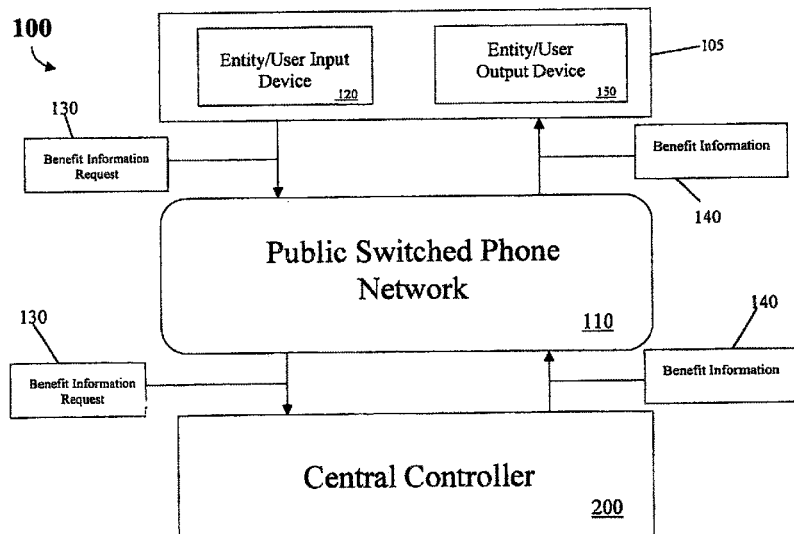 100
Entity/User Input
Device
120
Entity/User
Output Device
150
105
130
Benefit Information
Request
Benefit Information
140
Public Switched Phone
Network
110
130
140
Benefit Information
Request
Benefit Information
Central Controller
200